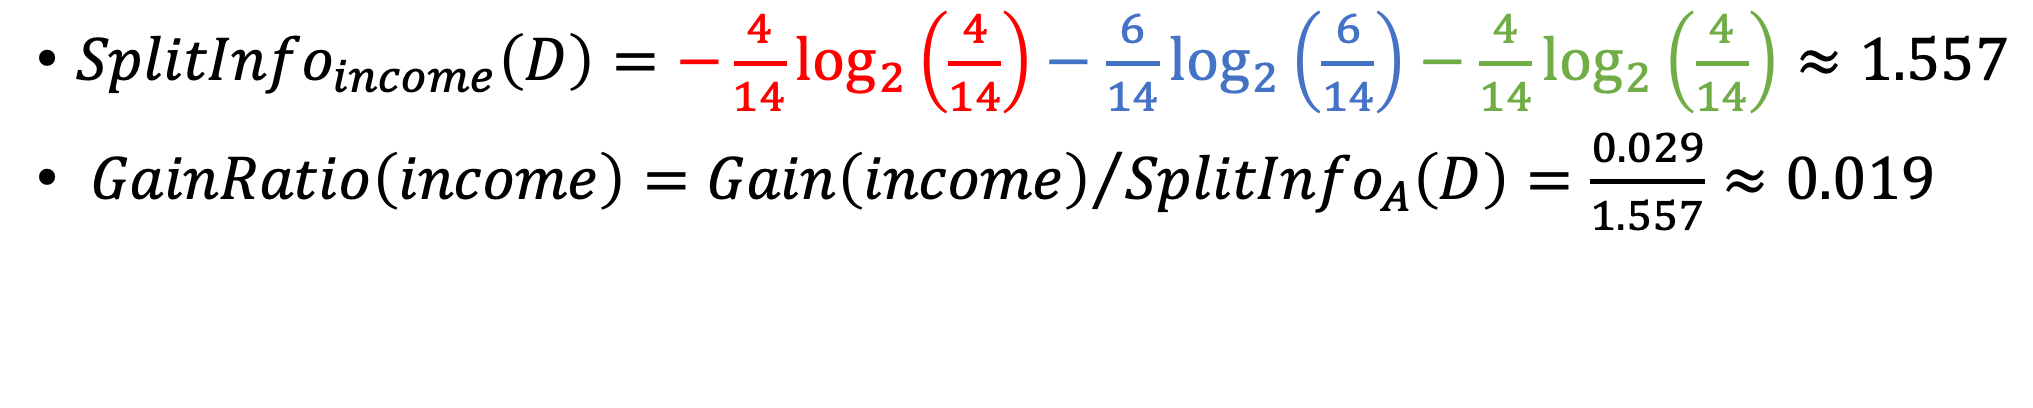 • SplitInfo_income(D) = −4/14 log₂(4/14) − 6/14 log₂(6/14) − 4/14 log₂(4/14) ≈ 1.557
• GainRatio(income) = Gain(income)/SplitInfo_A(D) = 0.029/1.557 ≈ 0.019